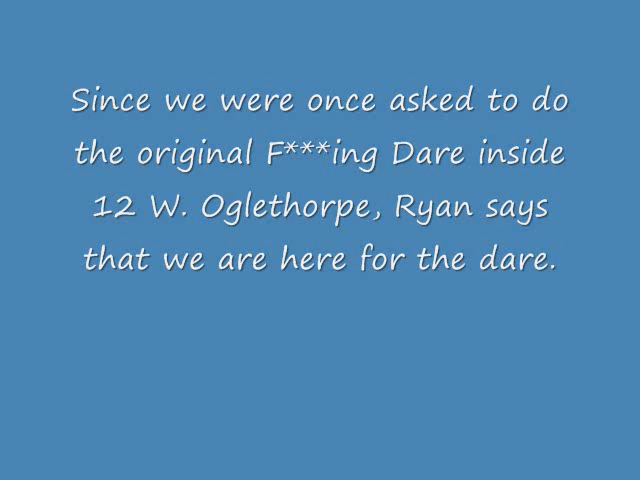 Since we were once asked to do
the original F***ing Dare inside
12 W. Oglethorpe, Ryan says
that we are here for the dare.